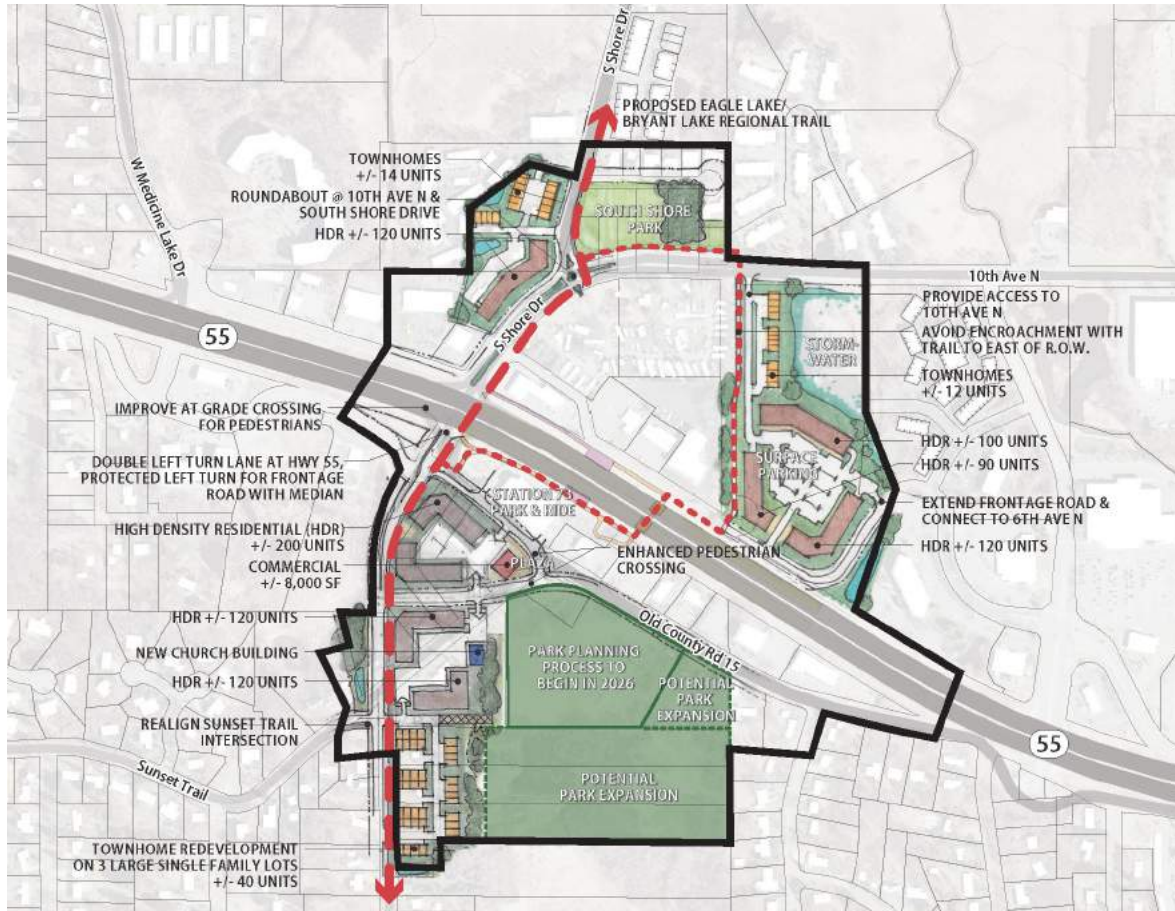 S Shore Dr
PROPOSED EAGLE LAKE/
BRYANT LAKE REGIONAL TRAIL
W Medicine Lake Dr
TOWNHOMES
+/- 14 UNITS
ROUNDABOUT @ 10TH AVE N &
SOUTH SHORE DRIVE
HDR +/- 120 UNITS
SOUTH SHORE
PARK
10th Ave N
PROVIDE ACCESS TO
10TH AVE N
AVOID ENCROACHMENT WITH
TRAIL TO EAST OF R.O.W.
STORM-
WATER
TOWNHOMES
+/- 12 UNITS
S Shore Dr
55
IMPROVE AT GRADE CROSSING
FOR PEDESTRIANS
DOUBLE LEFT TURN LANE AT HWY 55,
PROTECTED LEFT TURN FOR FRONTAGE
ROAD WITH MEDIAN
HIGH DENSITY RESIDENTIAL (HDR)
+/- 200 UNITS
COMMERCIAL
+/- 8,000 SF
STATION 73
PARK & RIDE
PLAZA
ENHANCED PEDESTRIAN
CROSSING
SURFACE
PARKING
HDR +/- 100 UNITS
HDR +/- 90 UNITS
EXTEND FRONTAGE ROAD &
CONNECT TO 6TH AVE N
HDR +/- 120 UNITS
HDR +/- 120 UNITS
NEW CHURCH BUILDING
HDR +/- 120 UNITS
REALIGN SUNSET TRAIL
INTERSECTION
Old County Rd 15
PARK PLANNING
PROCESS TO
BEGIN IN 2026
POTENTIAL
PARK
EXPANSION
55
Sunset Trail
POTENTIAL
PARK EXPANSION
TOWNHOME REDEVELOPMENT
ON 3 LARGE SINGLE FAMILY LOTS
+/- 40 UNITS